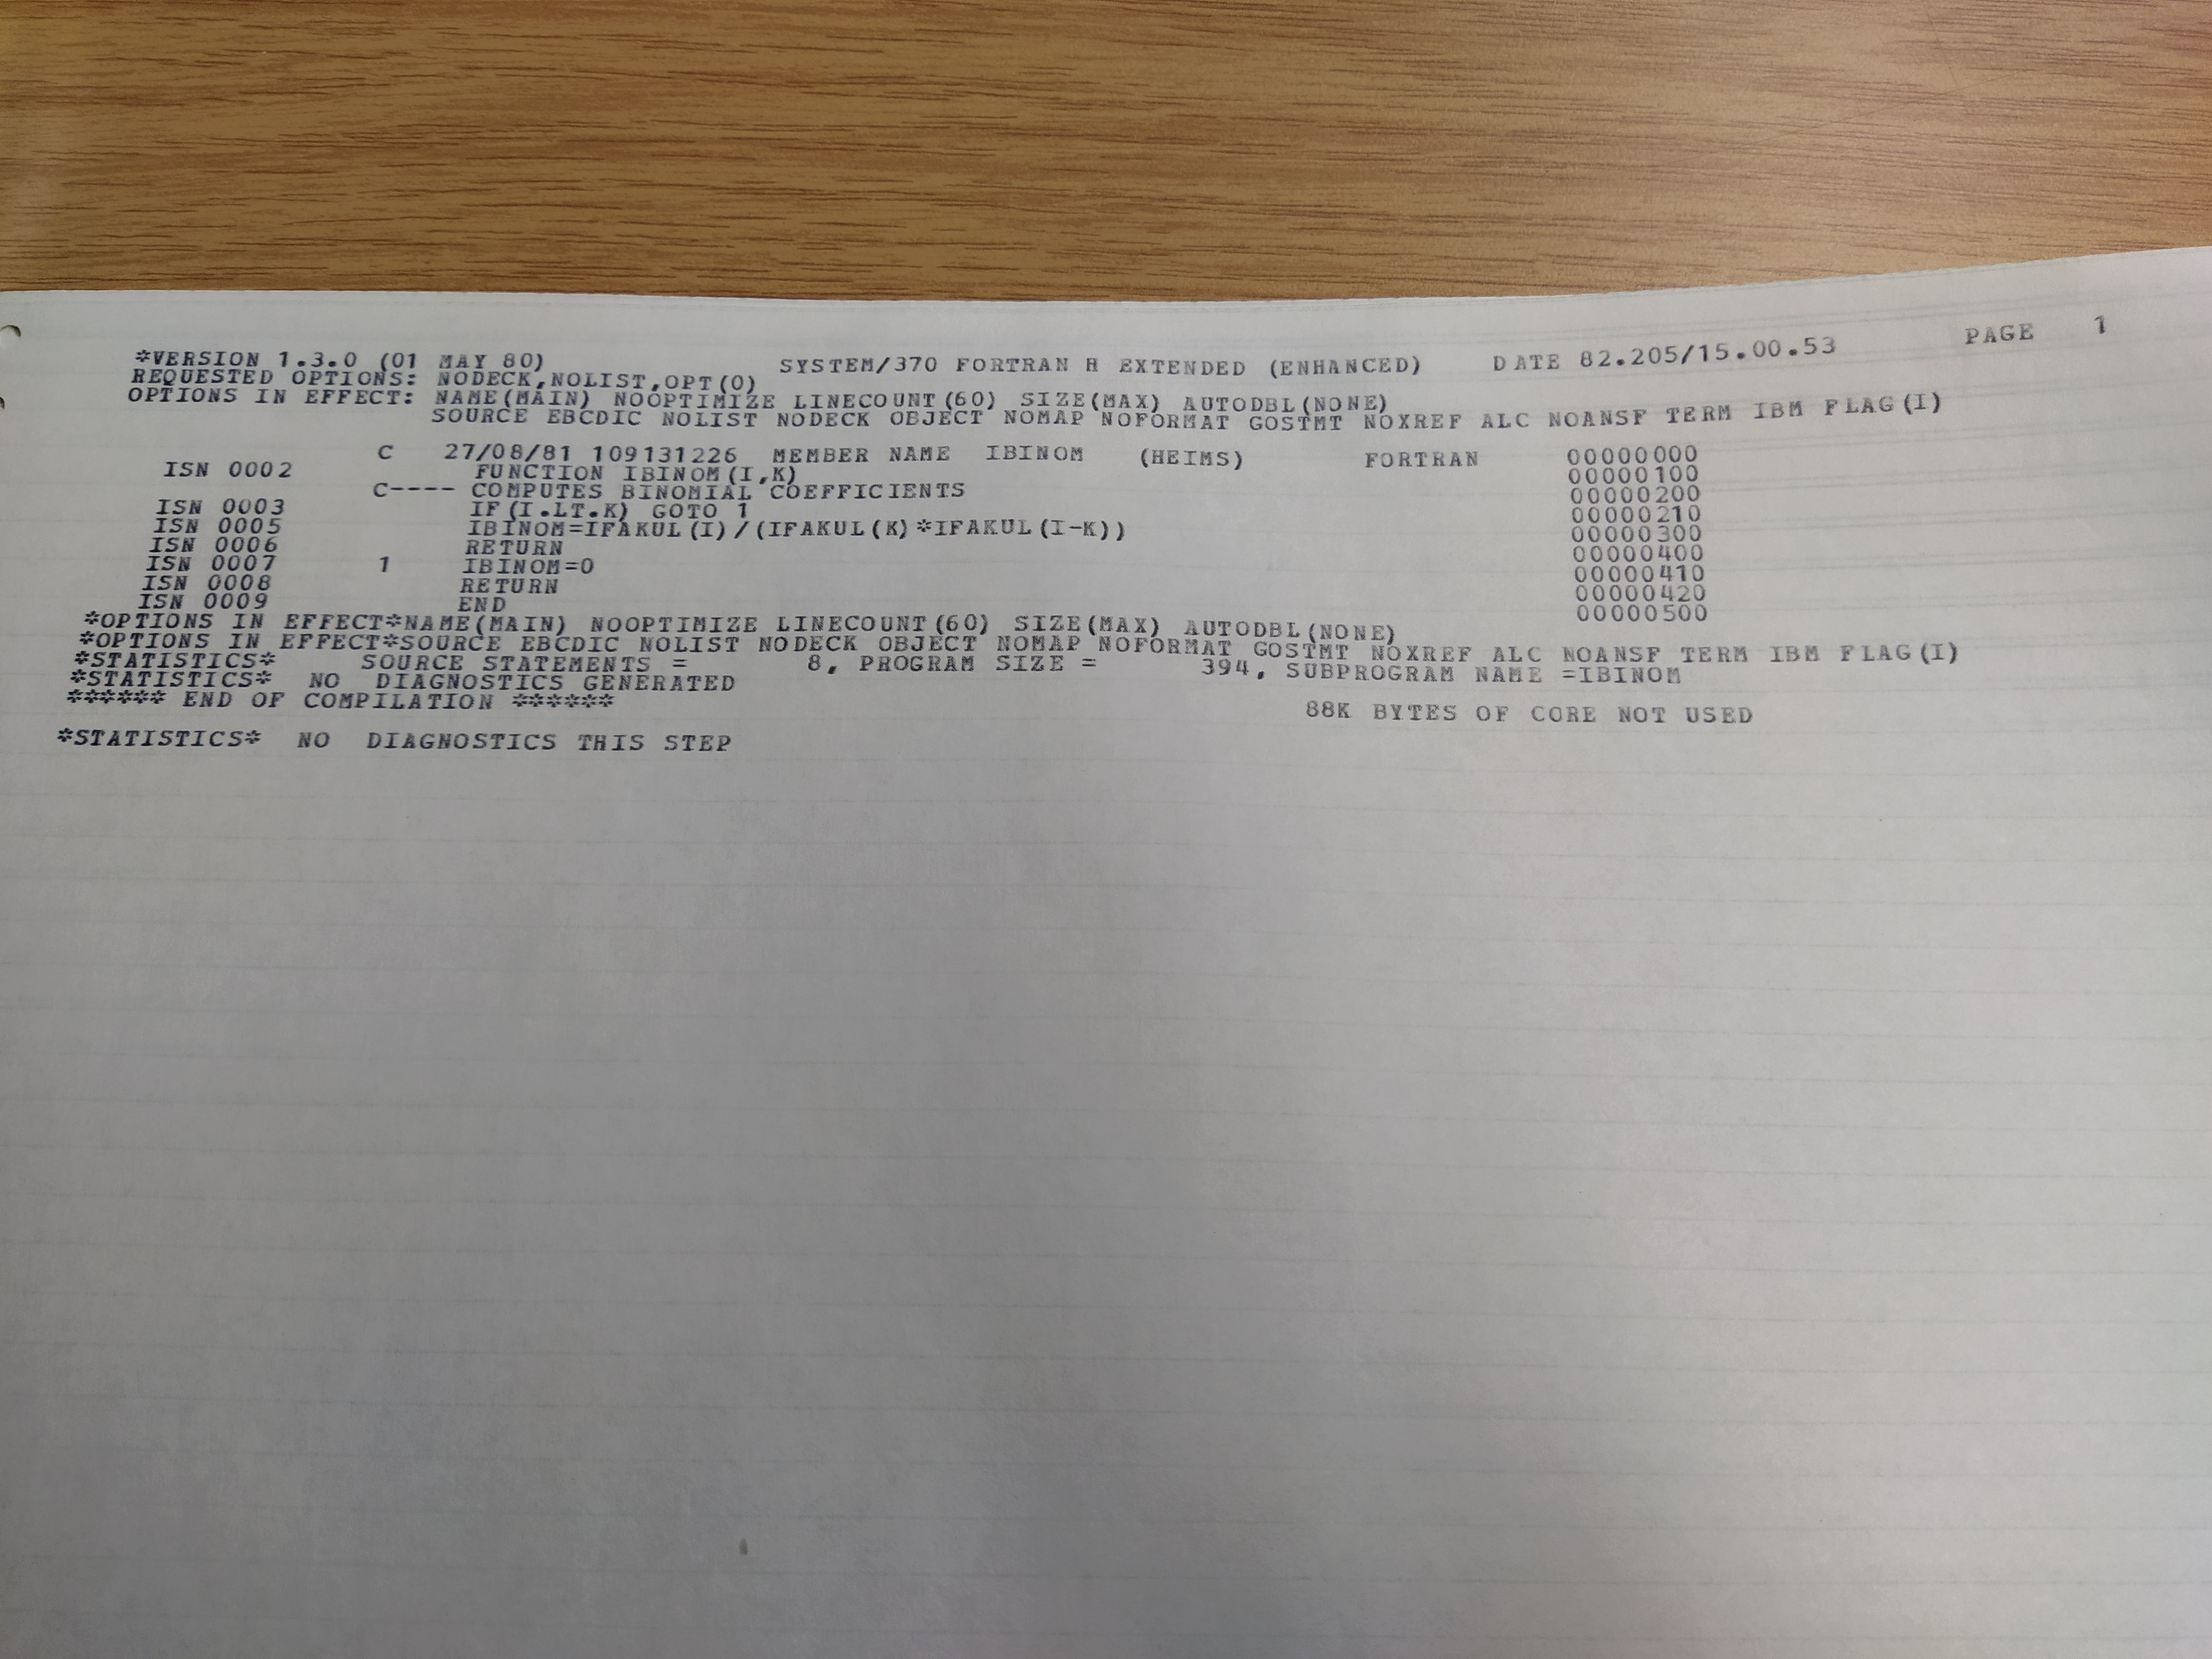 *VERSION 1.3.0 (01 MAY 80) SYSTEM/370 FORTRAN H EXTENDED (ENHANCED) DATE 82.205/15.00.53 PAGE 1
REQUESTED OPTIONS: NODECK,NOLIST,OPT(0)
OPTIONS IN EFFECT: NAME(MAIN) NOOPTIMIZE LINECOUNT(60) SIZE(MAX) AUTODBL(NONE)
SOURCE EBCDIC NOLIST NODECK OBJECT NOMAP NOFORMAT GOSTMT NOXREF ALC NOANSF TERM IBM FLAG(I)
C 27/08/81 109131226 MEMBER NAME IBINOM (HEIMS) FORTRAN 00000000
ISN 0002 FUNCTION IBINOM(I,K) 00000100
C---- COMPUTES BINOMIAL COEFFICIENTS 00000200
ISN 0003 IF(I.LT.K) GOTO 1 00000210
ISN 0005 IBINOM=IFAKUL(I)/(IFAKUL(K)*IFAKUL(I-K)) 00000300
ISN 0006 RETURN 00000400
ISN 0007 1 IBINOM=0 00000410
ISN 0008 RETURN 00000420
ISN 0009 END 00000500
*OPTIONS IN EFFECT*NAME(MAIN) NOOPTIMIZE LINECOUNT(60) SIZE(MAX) AUTODBL(NONE)
*OPTIONS IN EFFECT*SOURCE EBCDIC NOLIST NODECK OBJECT NOMAP NOFORMAT GOSTMT NOXREF ALC NOANSF TERM IBM FLAG(I)
*STATISTICS* SOURCE STATEMENTS = 8, PROGRAM SIZE = 394, SUBPROGRAM NAME =IBINOM
*STATISTICS* NO DIAGNOSTICS GENERATED
****** END OF COMPILATION ****** 88K BYTES OF CORE NOT USED
*STATISTICS* NO DIAGNOSTICS THIS STEP